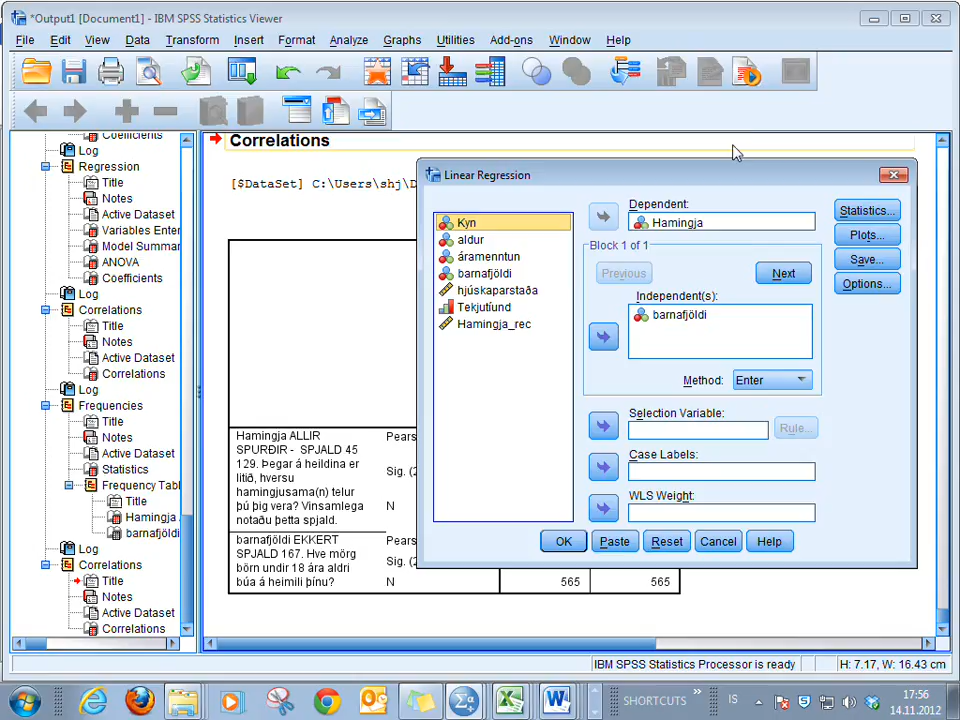 *Output1 [Document1] - IBM SPSS Statistics Viewer
File Edit View Data Transform Insert Format Analyze Graphs Utilities Add-ons Window Help
Coefficients
Log
Regression
Title
Notes
Active Dataset
Variables Enter
Model Summar
ANOVA
Coefficients
Log
Correlations
Title
Notes
Active Dataset
Correlations
Log
Frequencies
Title
Notes
Active Dataset
Statistics
Frequency Tabl
Title
Hamingja
barnafjöldi
Log
Correlations
Title
Notes
Active Dataset
Correlations
Correlations
[$DataSet] C:\Users\shj\D
Hamingja ALLIR
SPURÐIR - SPJALD 45
129. Þegar á heildina er
litið, hversu
hamingjusama(n) telur
þú þig vera? Vinsamlega
notaðu þetta spjald.
Pears
Sig. (2
N
barnafjöldi EKKERT
SPJALD 167. Hve mörg
börn undir 18 ára aldri
búa á heimili þínu?
Pears
Sig. (2
N
565 565
Linear Regression
Kyn
aldur
áramenntun
barnafjöldi
hjúskaparstaða
Tekjutíund
Hamingja_rec
Dependent:
Hamingja
Block 1 of 1
Previous Next
Independent(s):
barnafjöldi
Method: Enter
Selection Variable:
Rule...
Case Labels:
WLS Weight:
Statistics...
Plots...
Save...
Options...
OK Paste Reset Cancel Help
IBM SPSS Statistics Processor is ready H: 7.17, W: 16.43 cm
SHORTCUTS » IS
17:56
14.11.2012